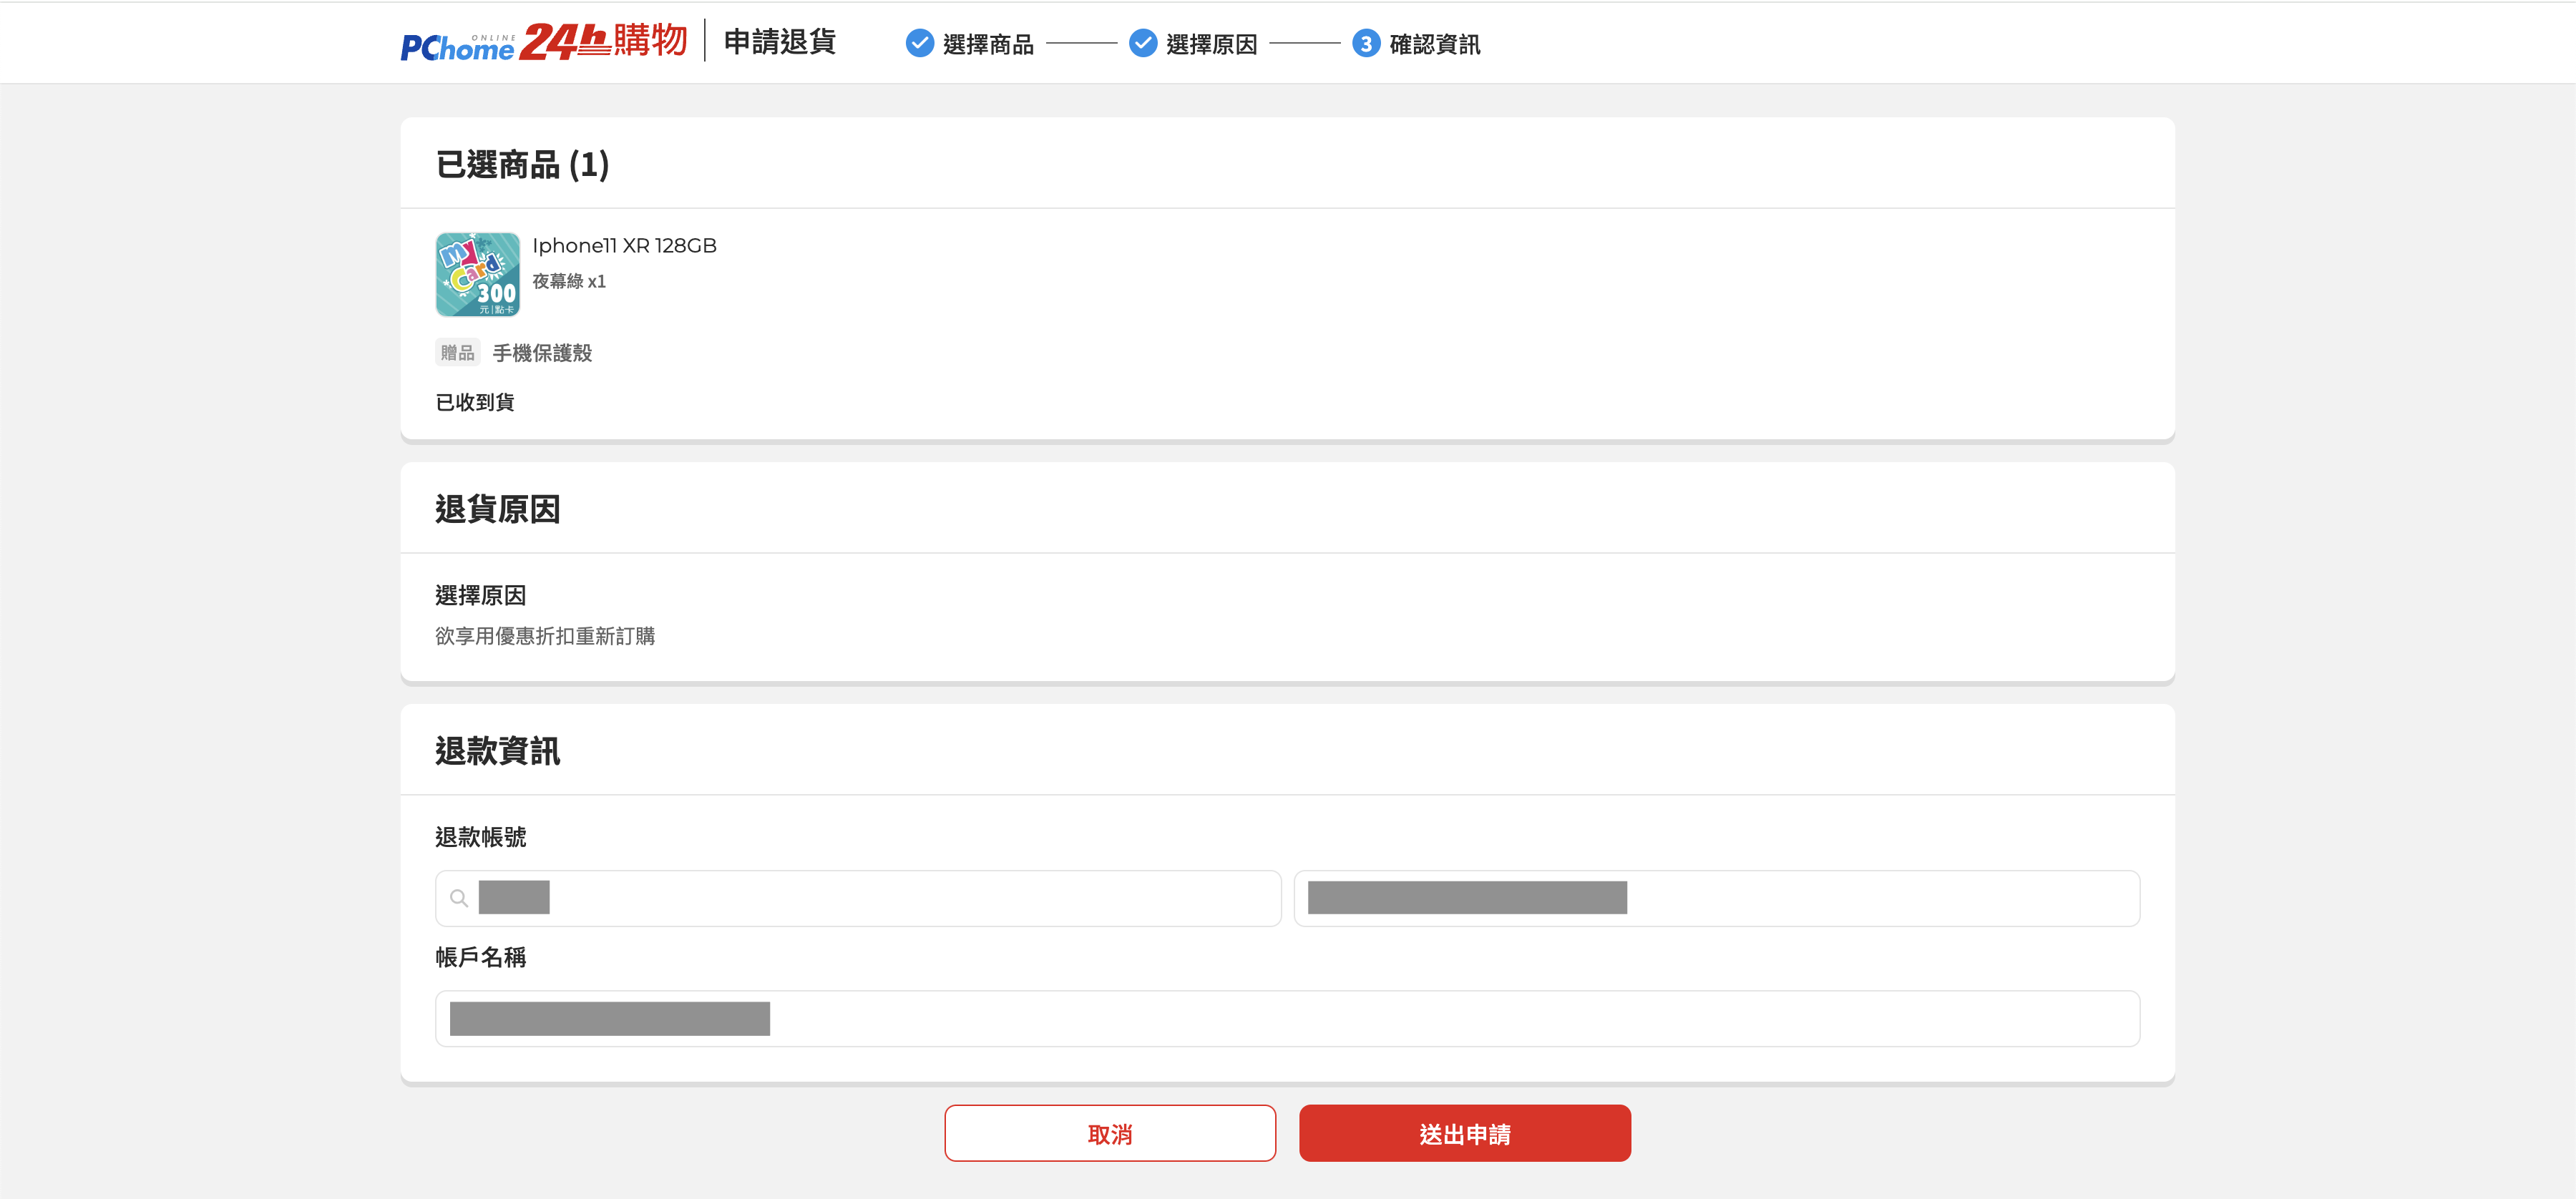 PChome ONLINE 24h購物 申請退貨 選擇商品 選擇原因 3 確認資訊
已選商品 (1)
my Card 300 元|點卡
Iphone11 XR 128GB
夜幕綠 x1
贈品 手機保護殼
已收到貨
退貨原因
選擇原因
欲享用優惠折扣重新訂購
退款資訊
退款帳號
帳戶名稱
取消 送出申請